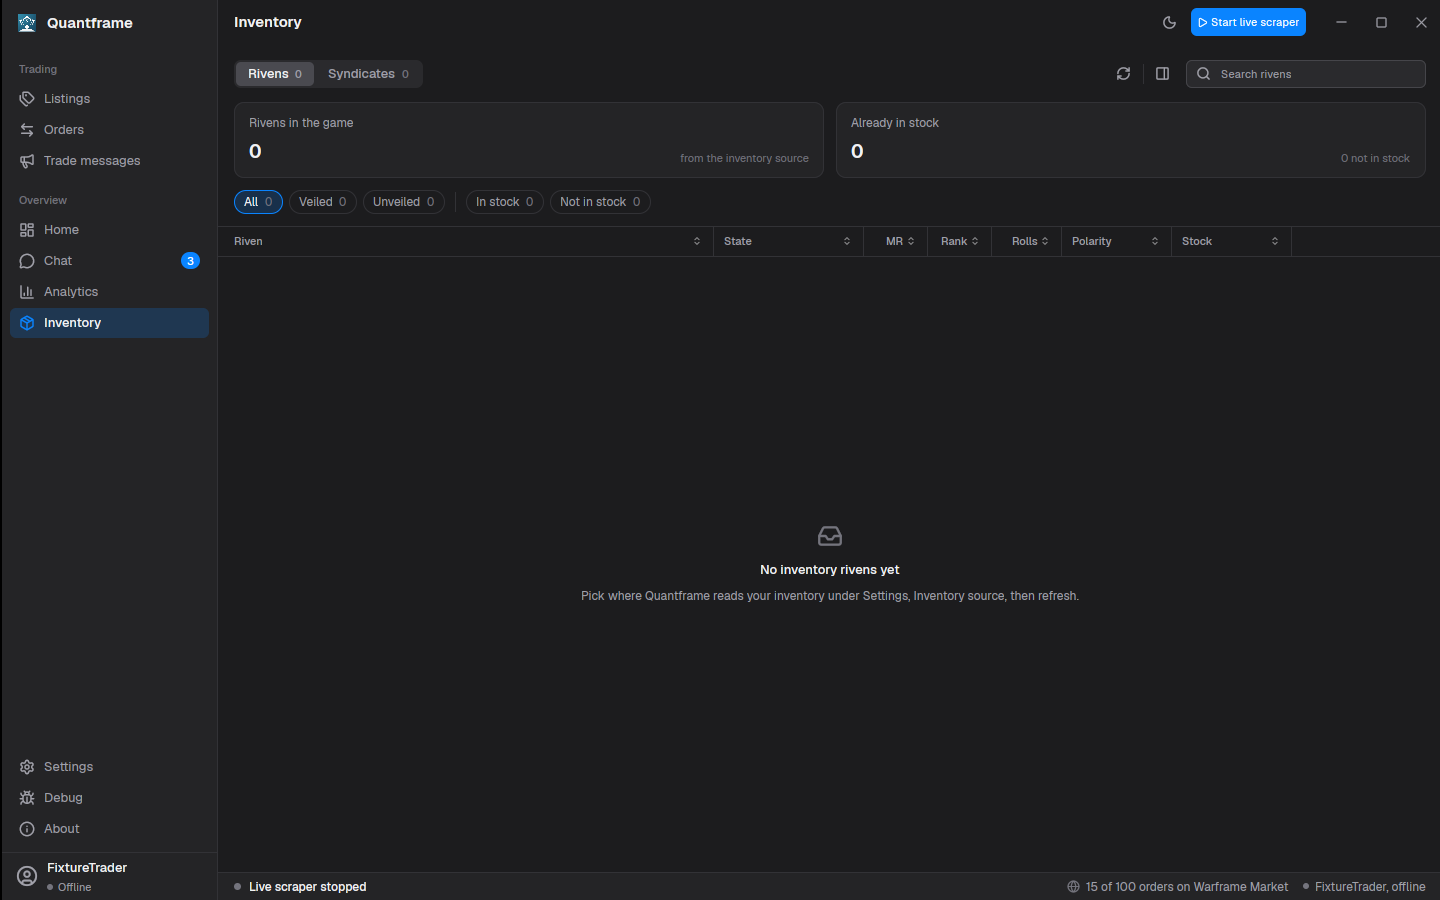 Quantframe
Inventory
Start live scraper
Trading
Listings
Orders
Trade messages
Overview
Home
Chat 3
Analytics
Inventory
Rivens 0 Syndicates 0
Search rivens
Rivens in the game
0
from the inventory source
Already in stock
0
0 not in stock
All 0 Veiled 0 Unveiled 0 In stock 0 Not in stock 0
Riven State MR Rank Rolls Polarity Stock
No inventory rivens yet
Pick where Quantframe reads your inventory under Settings, Inventory source, then refresh.
Settings
Debug
About
FixtureTrader
Offline
Live scraper stopped
15 of 100 orders on Warframe Market
FixtureTrader, offline